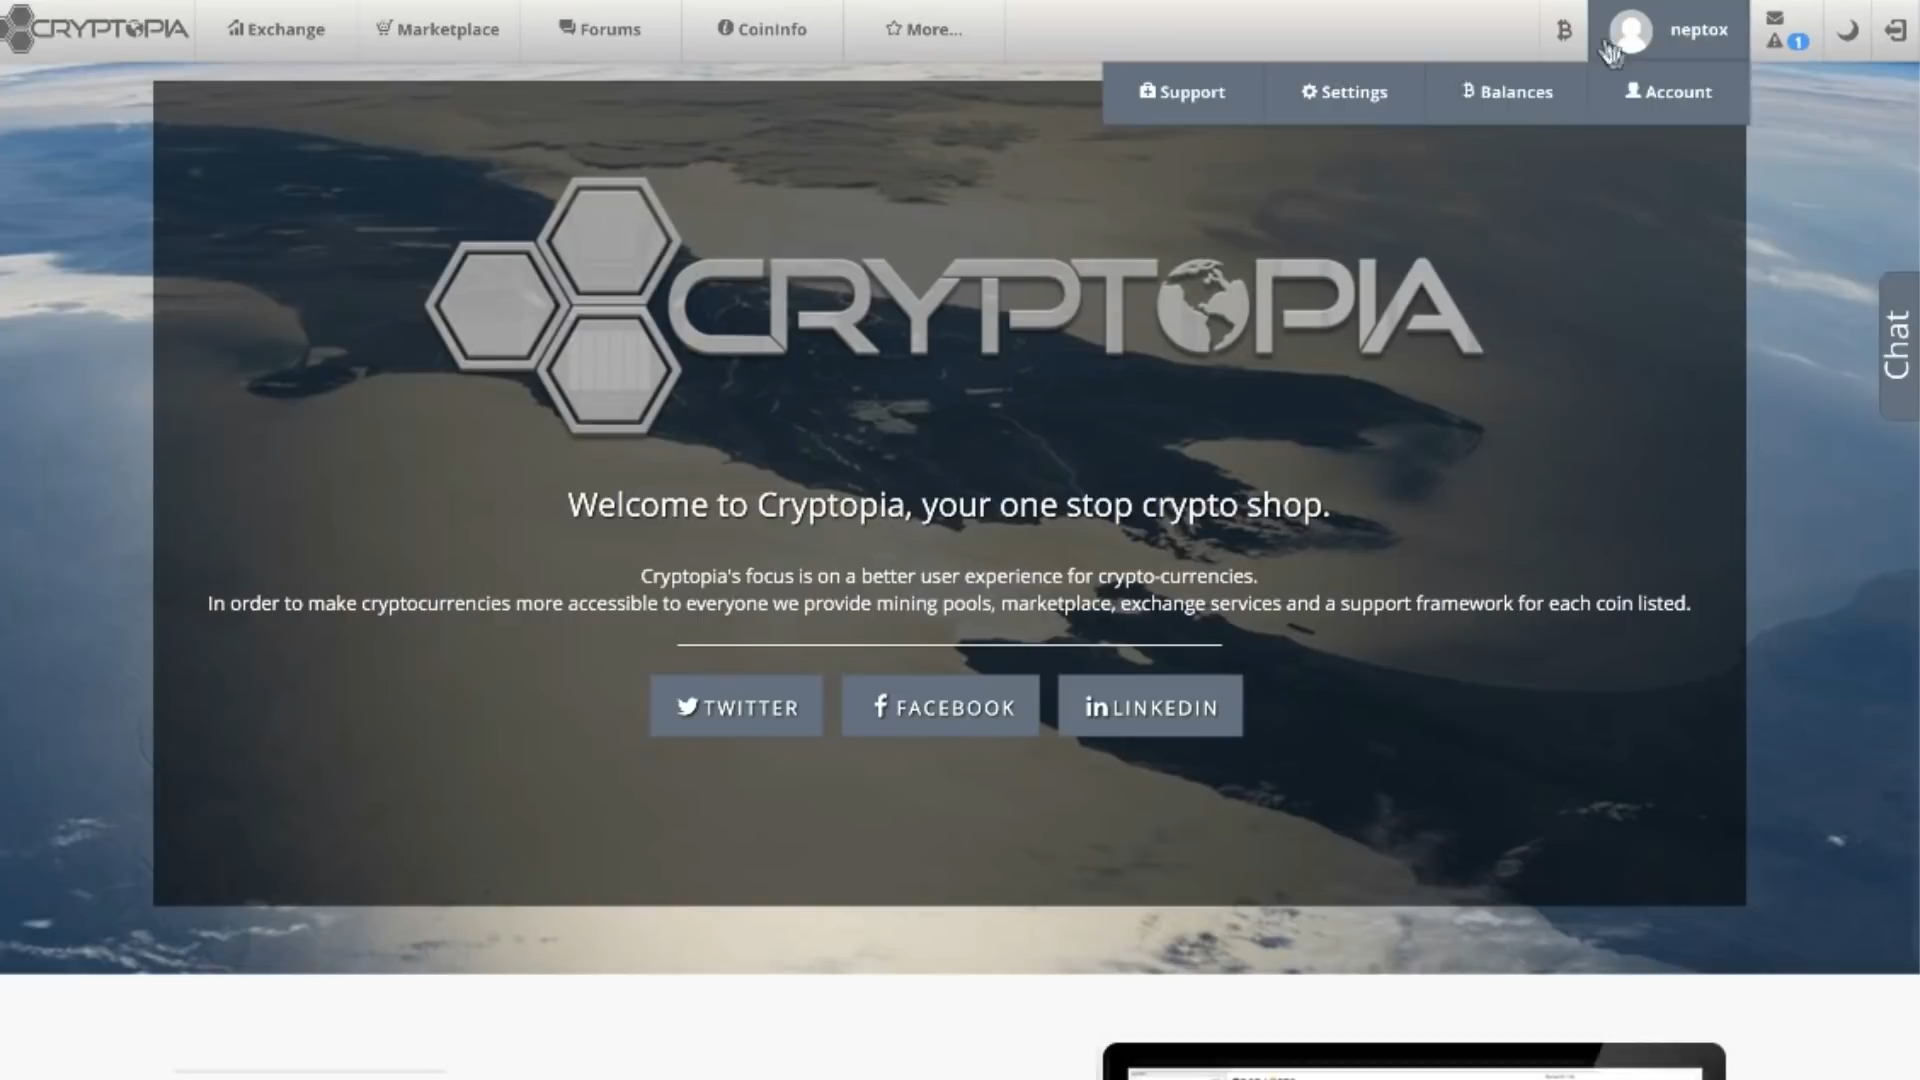 CRYPTOPIA
Exchange
Marketplace
Forums
CoinInfo
More...
neptox
1
Support
Settings
Balances
Account
CRYPTOPIA
Chat
Welcome to Cryptopia, your one stop crypto shop.
Cryptopia's focus is on a better user experience for crypto-currencies.
In order to make cryptocurrencies more accessible to everyone we provide mining pools, marketplace, exchange services and a support framework for each coin listed.
TWITTER
FACEBOOK
LINKEDIN